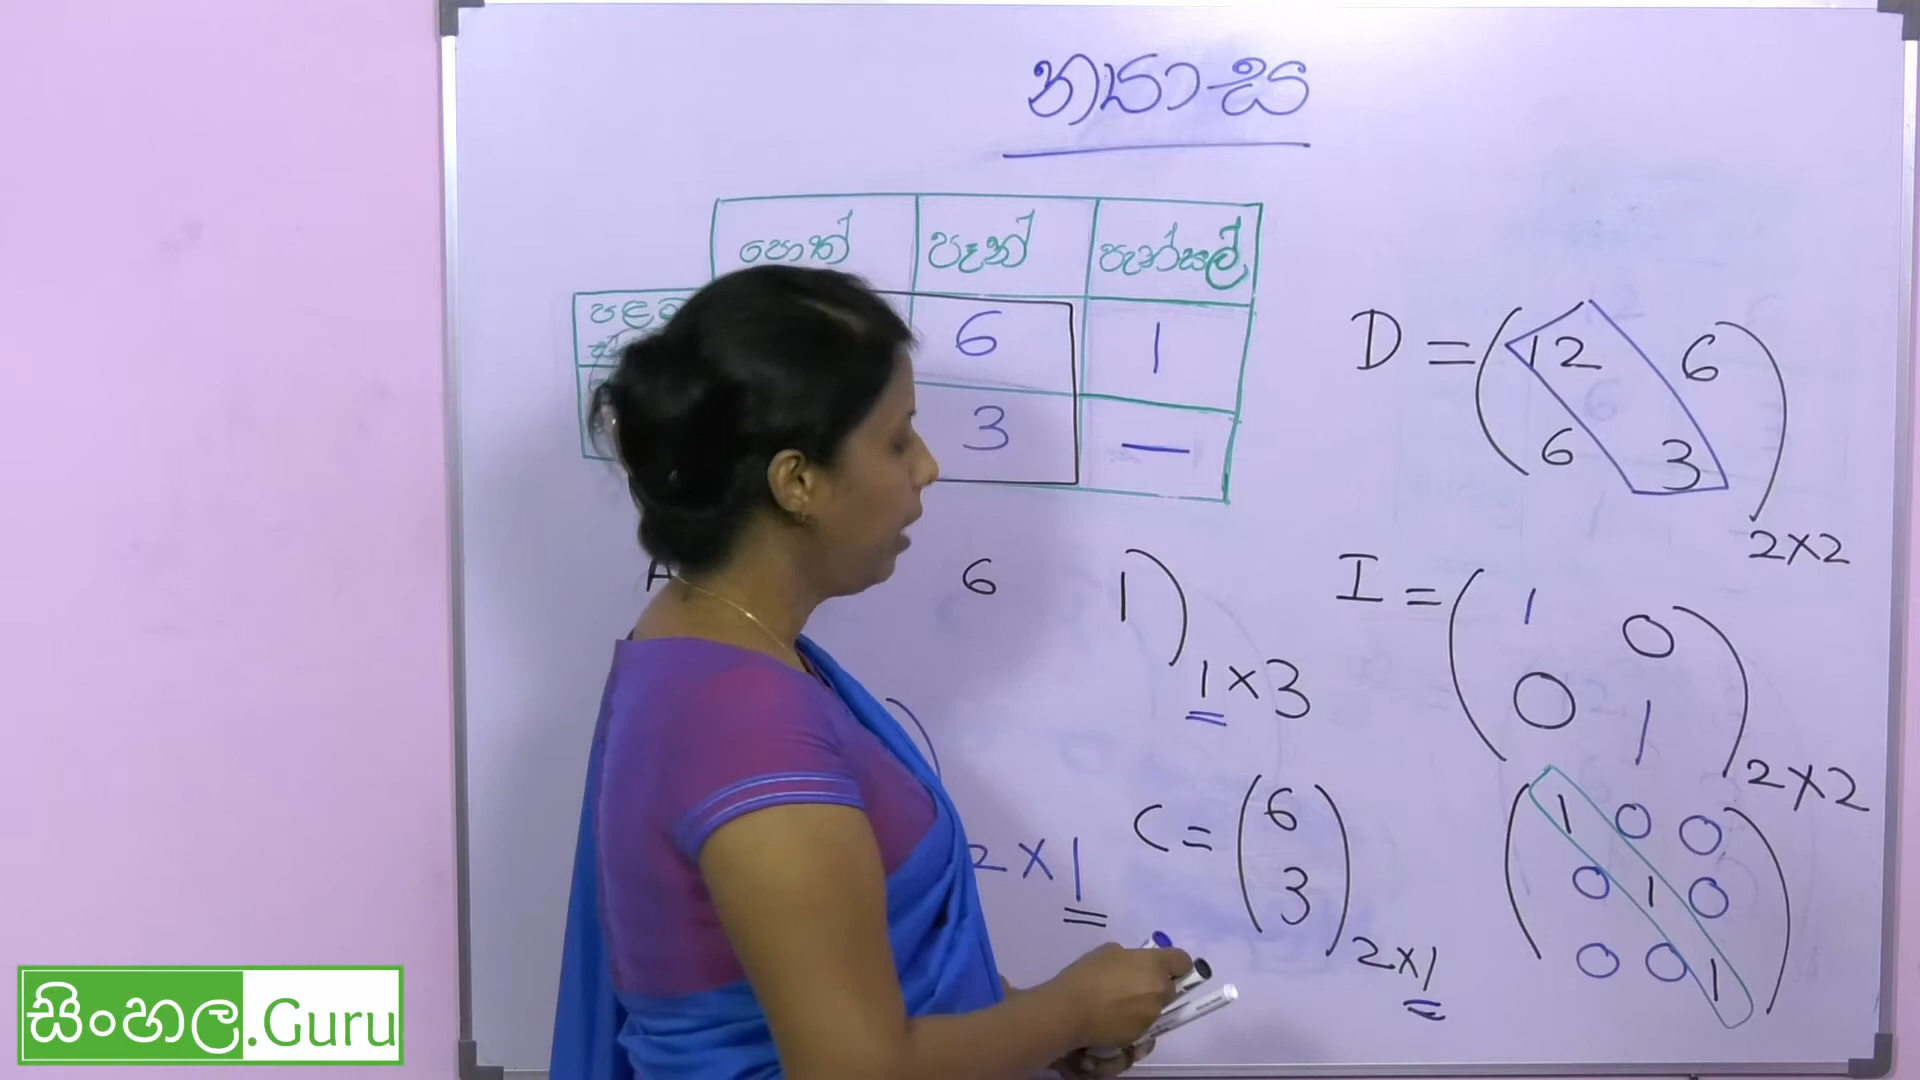 න්‍යාස
පොත් පෑන් පැන්සල්
6 1
3 —
6 1) 1 × 3
2 × 1
C = (6
3) 2×1
D = (12 6
6 3) 2×2
I = (1 0
0 1) 2×2
(1 0 0
0 1 0
0 0 1)
සිංහල.Guru